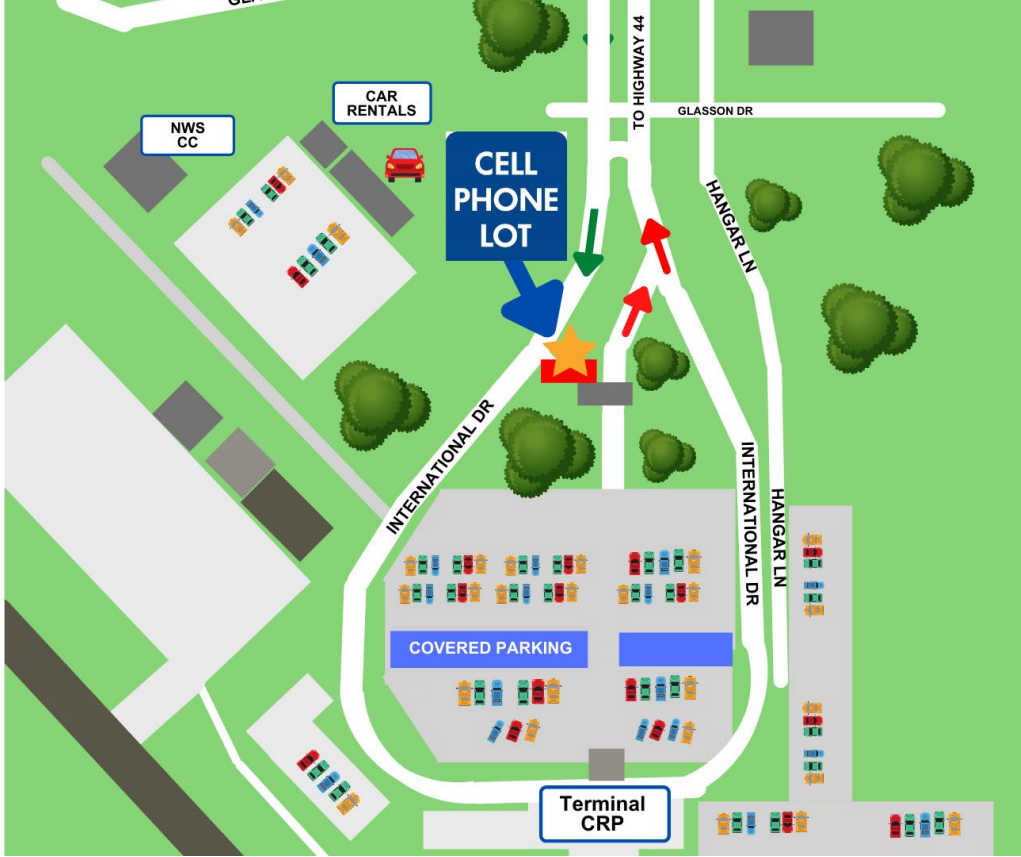 TO HIGHWAY 44
GLASSON DR
CAR
RENTALS
NWS
CC
CELL
PHONE
LOT
HANGAR LN
INTERNATIONAL DR
INTERNATIONAL DR
HANGAR LN
COVERED PARKING
Terminal
CRP